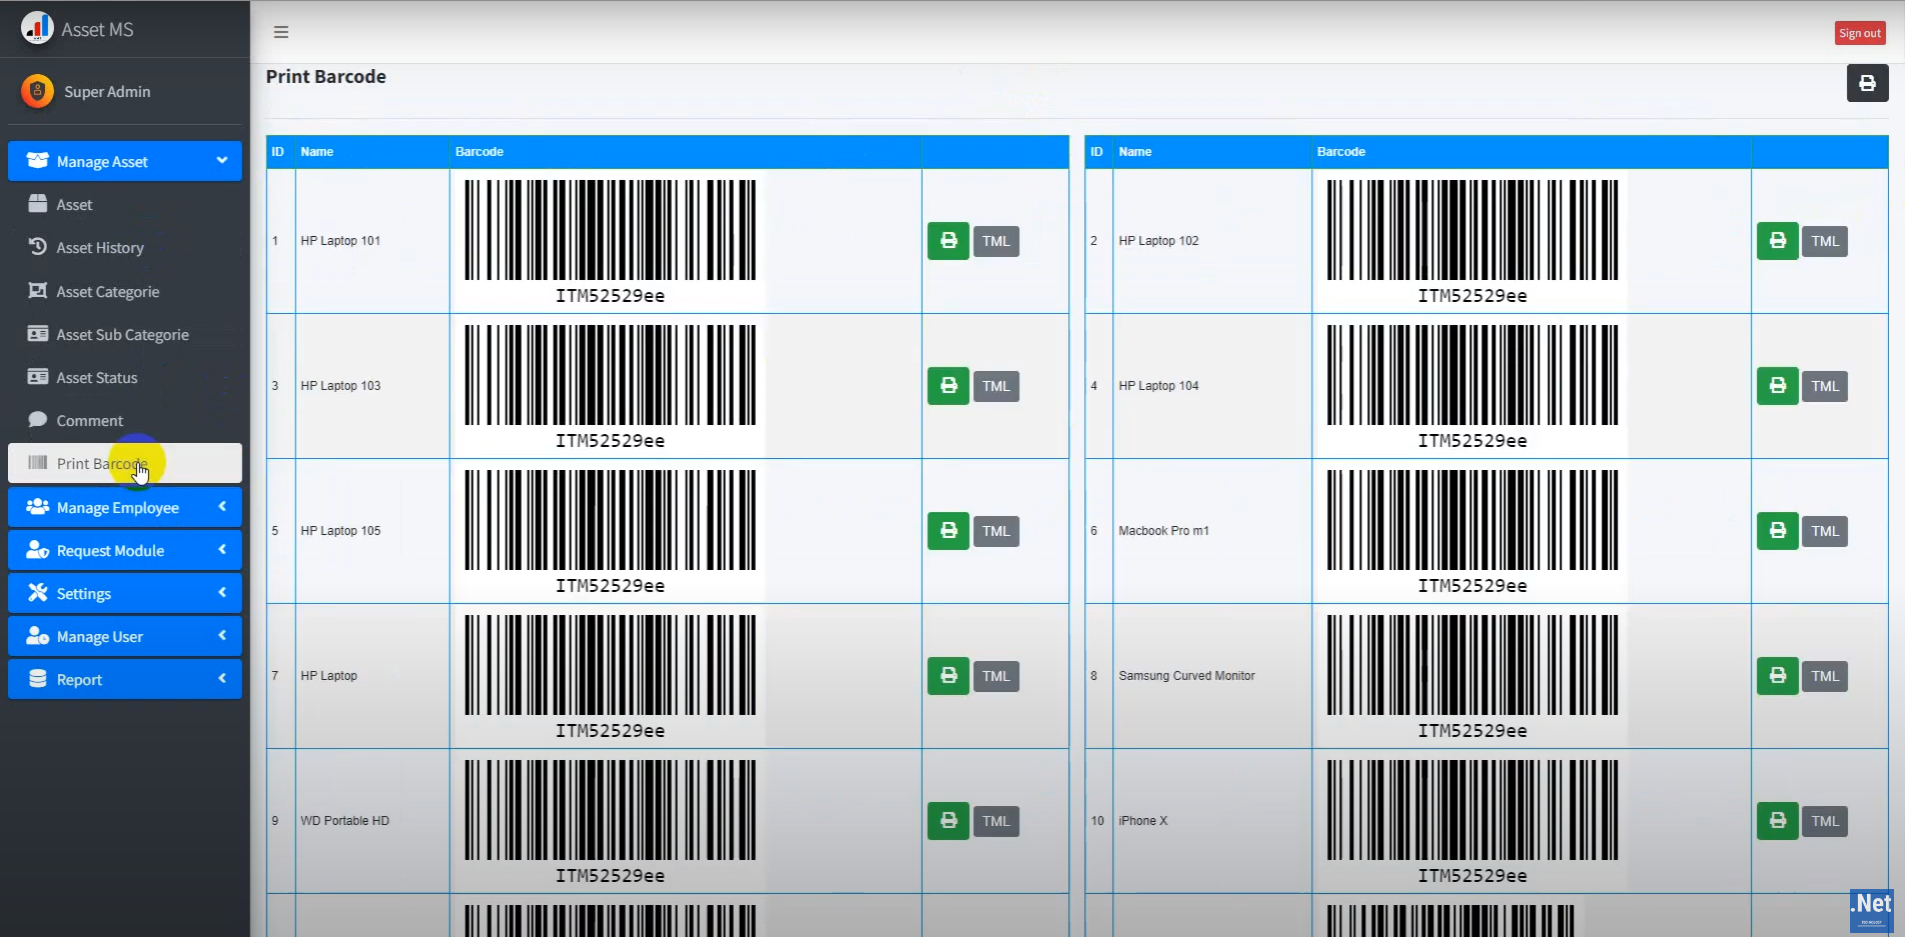 Asset MS
Sign out
Super Admin
Print Barcode
Manage Asset
Asset
Asset History
Asset Categorie
Asset Sub Categorie
Asset Status
Comment
Print Barcode
Manage Employee
Request Module
Settings
Manage User
Report
ID Name Barcode
1 HP Laptop 101 ITM52529ee TML
3 HP Laptop 103 ITM52529ee TML
5 HP Laptop 105 ITM52529ee TML
7 HP Laptop ITM52529ee TML
9 WD Portable HD ITM52529ee TML
ID Name Barcode
2 HP Laptop 102 ITM52529ee TML
4 HP Laptop 104 ITM52529ee TML
6 Macbook Pro m1 ITM52529ee TML
8 Samsung Curved Monitor ITM52529ee TML
10 iPhone X ITM52529ee TML
.Net